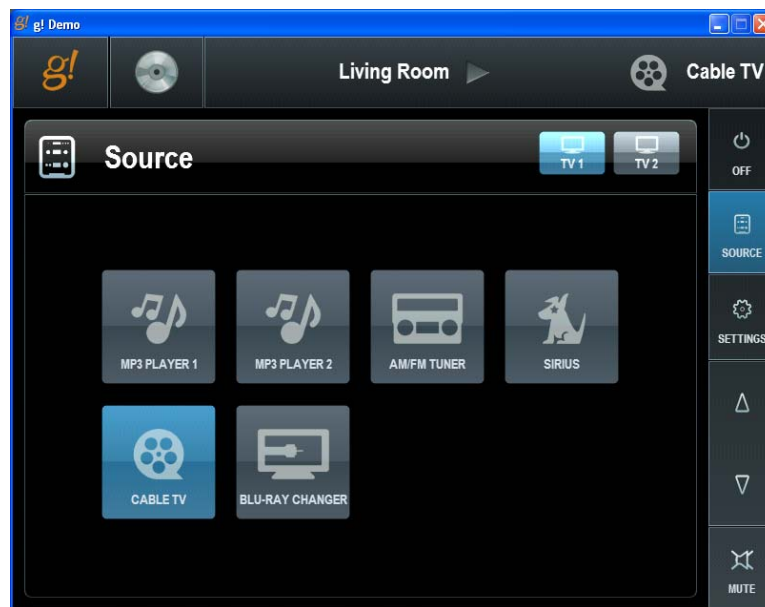 g! g! Demo
g!
Living Room
Cable TV
Source
TV 1
TV 2
OFF
SOURCE
SETTINGS
MP3 PLAYER 1
MP3 PLAYER 2
AM/FM TUNER
SIRIUS
CABLE TV
BLU-RAY CHANGER
MUTE